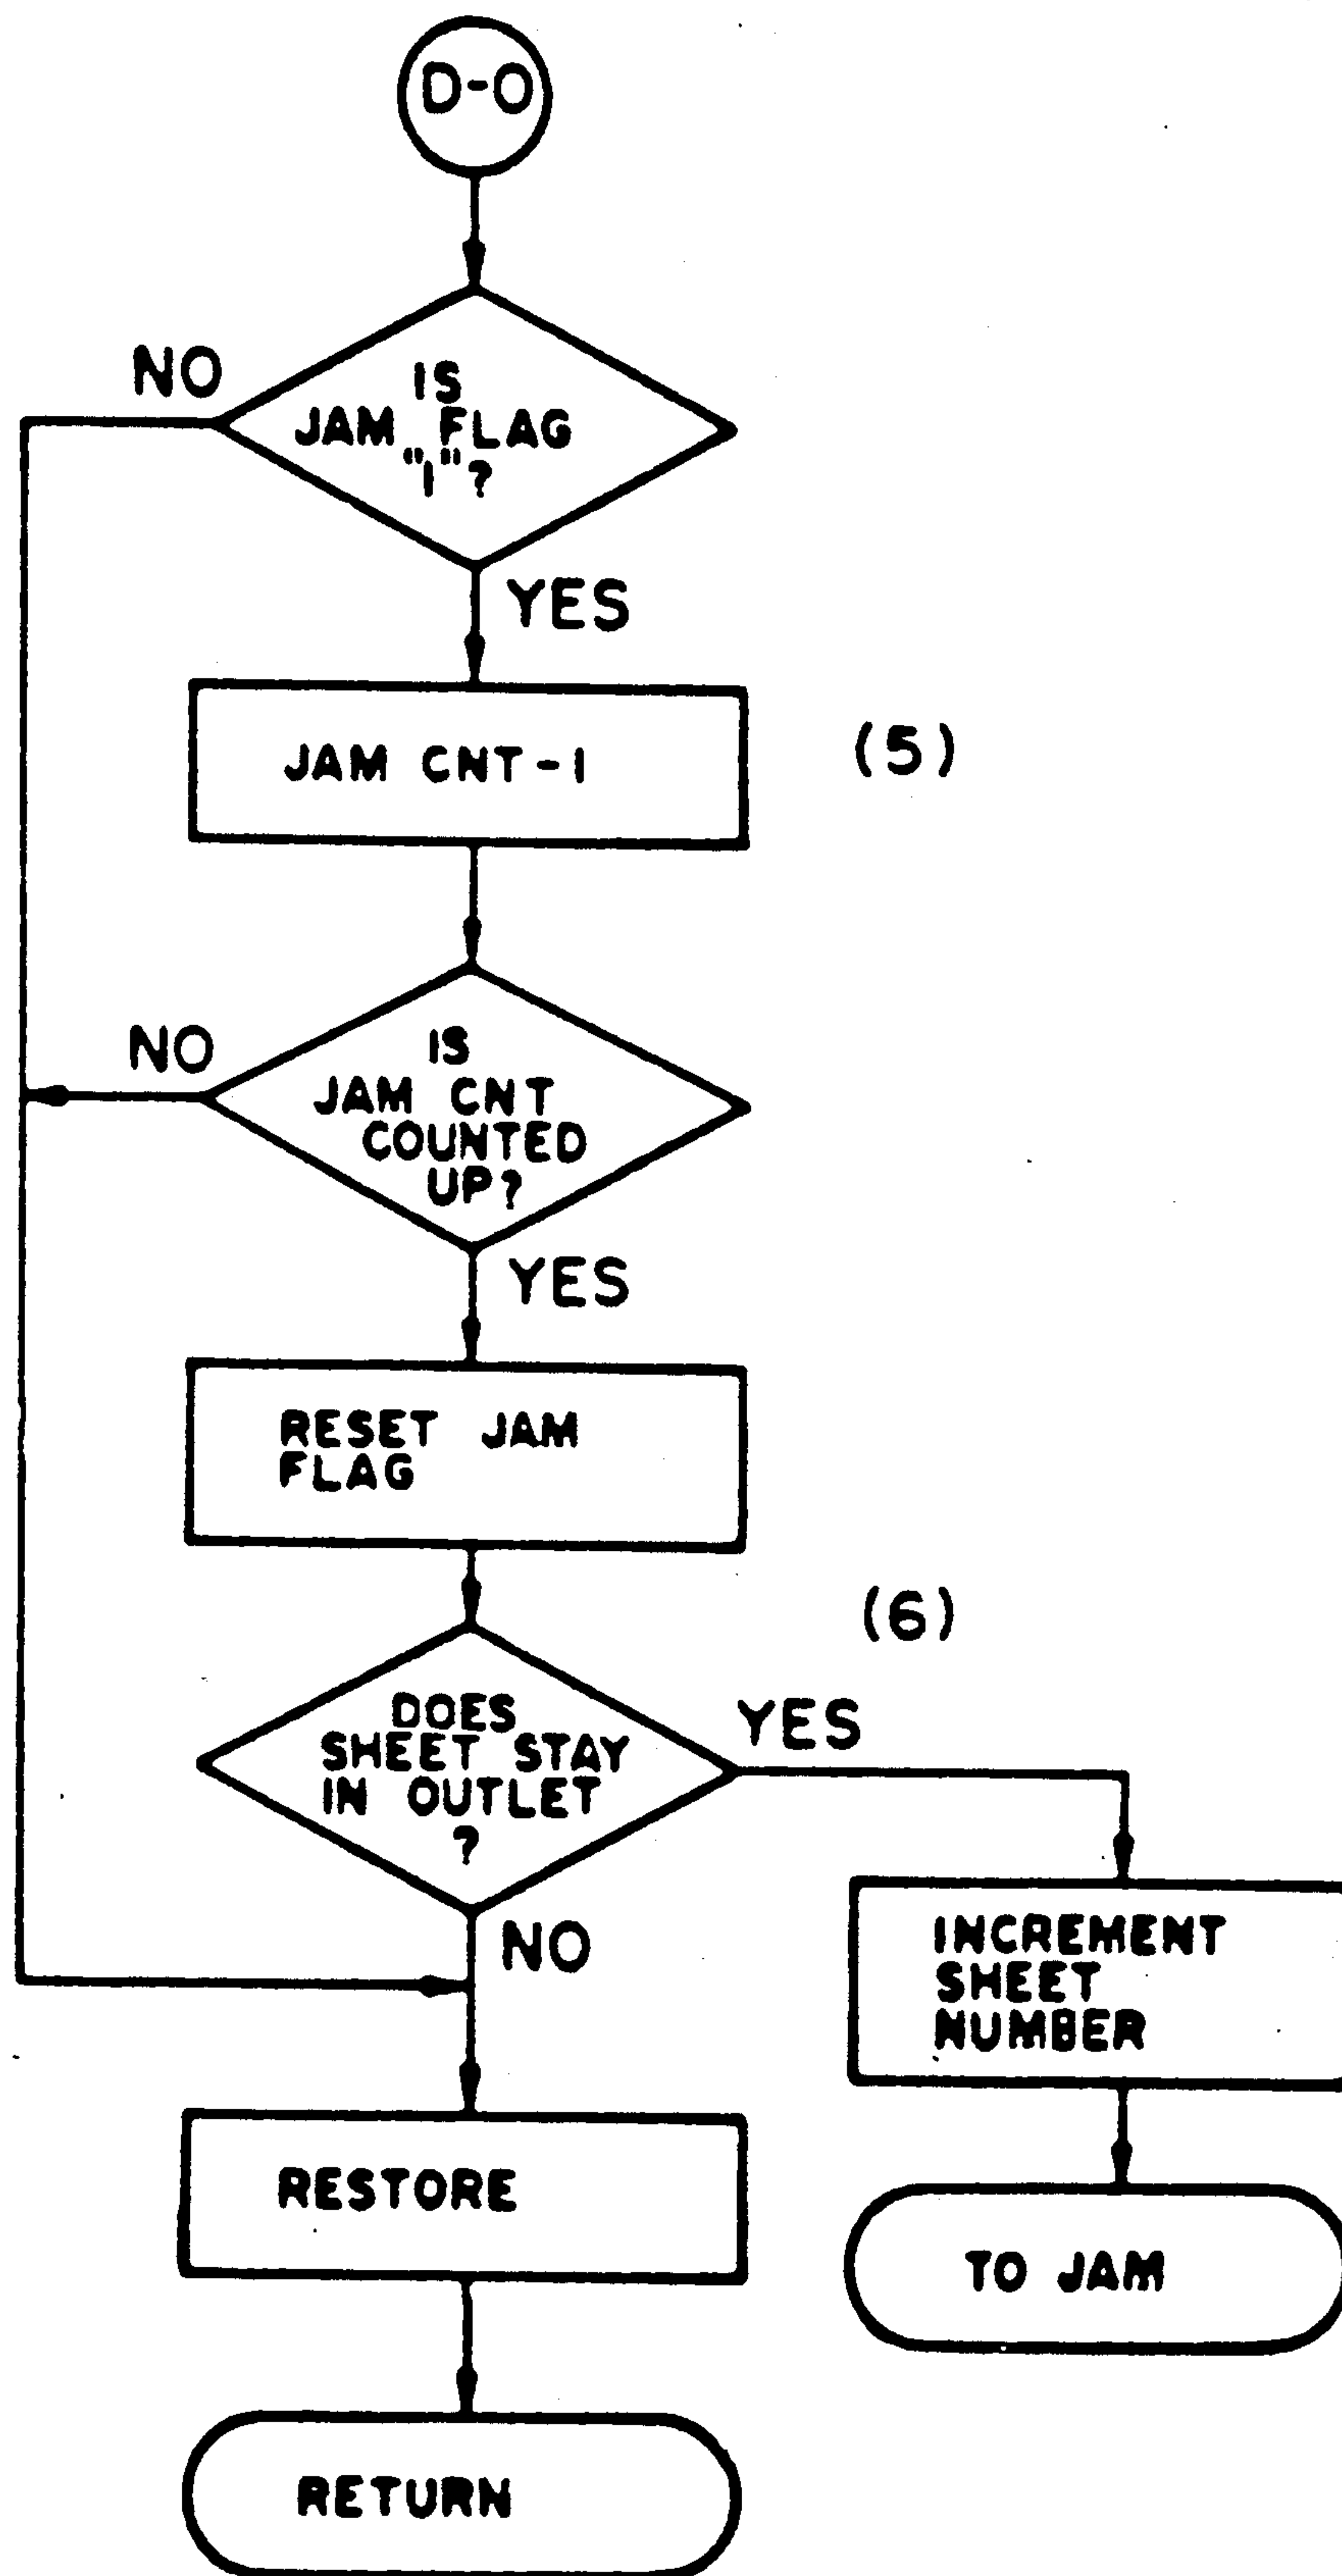 D-O
NO
IS
JAM FLAG
"1"?
YES
JAM CNT-1
(5)
NO
IS
JAM CNT
COUNTED
UP?
YES
RESET JAM
FLAG
(6)
DOES
SHEET STAY
IN OUTLET
?
YES
NO
INCREMENT
SHEET
NUMBER
RESTORE
TO JAM
RETURN